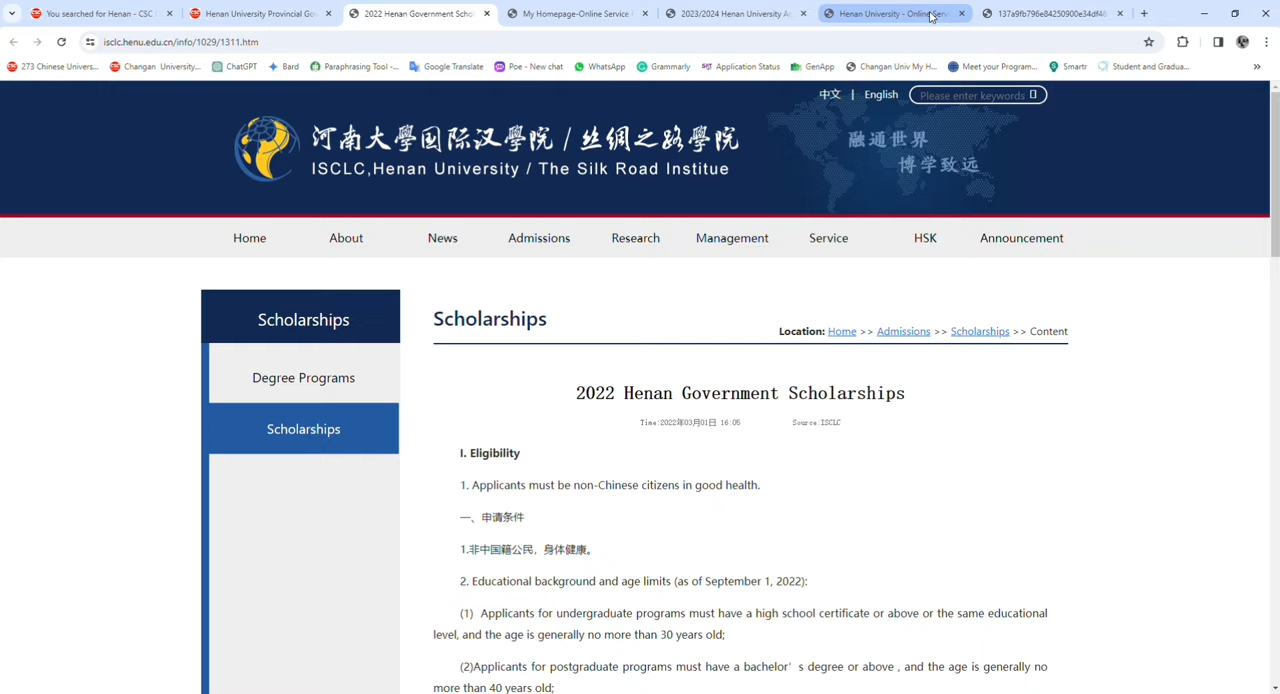 You searched for Henan - CSC
Henan University Provincial Go
2022 Henan Government Schol
My Homepage-Online Service
2023/2024 Henan University A
Henan University - Online Serv
137a9fb796e84250900e34df46
isclc.henu.edu.cn/info/1029/1311.htm
273 Chinese Univers...
Changan University...
ChatGPT
Bard
Paraphrasing Tool -...
Google Translate
Poe - New chat
WhatsApp
Grammarly
Application Status
GenApp
Changan Univ My H...
Meet your Program...
Smartr
Student and Gradua...
中文 | English
Please enter keywords
河南大學国际汉學院 / 丝绸之路學院
ISCLC,Henan University / The Silk Road Institue
融通世界
博学致远
Home About News Admissions Research Management Service HSK Announcement
Scholarships
Degree Programs
Scholarships
Scholarships
Location: Home >> Admissions >> Scholarships >> Content
2022 Henan Government Scholarships
Time:2022年03月01日 16:05 Source:ISCLC
I. Eligibility
1. Applicants must be non-Chinese citizens in good health.
一、申请条件
1.非中国籍公民，身体健康。
2. Educational background and age limits (as of September 1, 2022):
(1) Applicants for undergraduate programs must have a high school certificate or above or the same educational
level, and the age is generally no more than 30 years old;
(2)Applicants for postgraduate programs must have a bachelor’s degree or above , and the age is generally no
more than 40 years old;